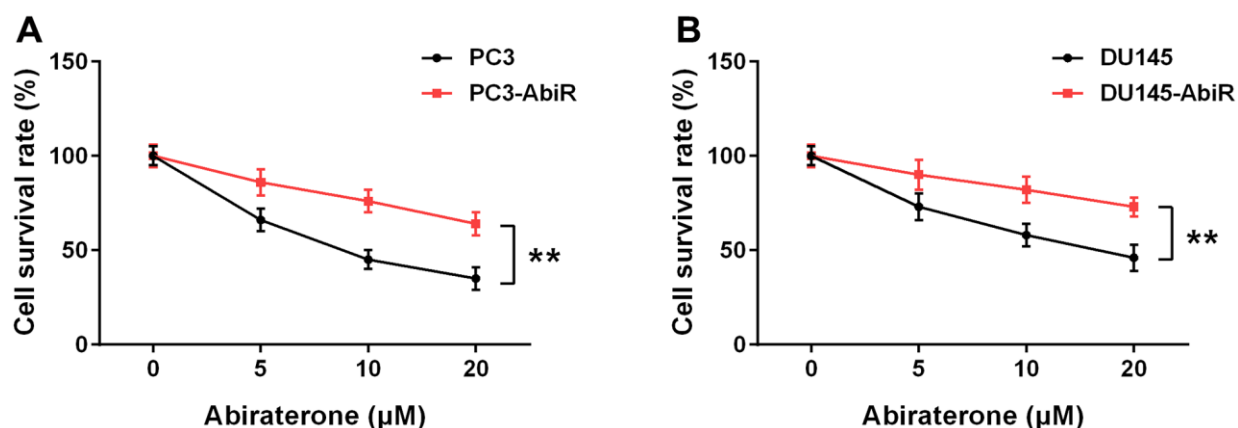 A
PC3
PC3-AbiR
Cell survival rate (%)
150
100
50
0
**
0 5 10 20
Abiraterone (μM)
B
DU145
DU145-AbiR
Cell survival rate (%)
150
100
50
0
**
0 5 10 20
Abiraterone (μM)